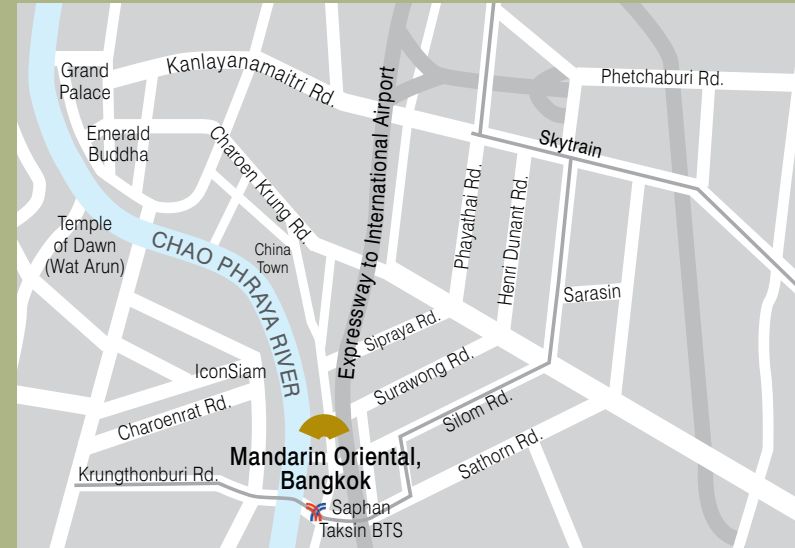 Grand
Palace
Kanlayanamaitri Rd.
Phetchaburi Rd.
Emerald
Buddha
Charoen Krung Rd.
Skytrain
Expressway to International Airport
Phayathai Rd.
Henri Dunant Rd.
Temple
of Dawn
(Wat Arun)
CHAO PHRAYA RIVER
China
Town
Sarasin
Sipraya Rd.
IconSiam
Surawong Rd.
Charoenrat Rd.
Silom Rd.
Sathorn Rd.
Mandarin Oriental,
Bangkok
Krungthonburi Rd.
Saphan
Taksin BTS